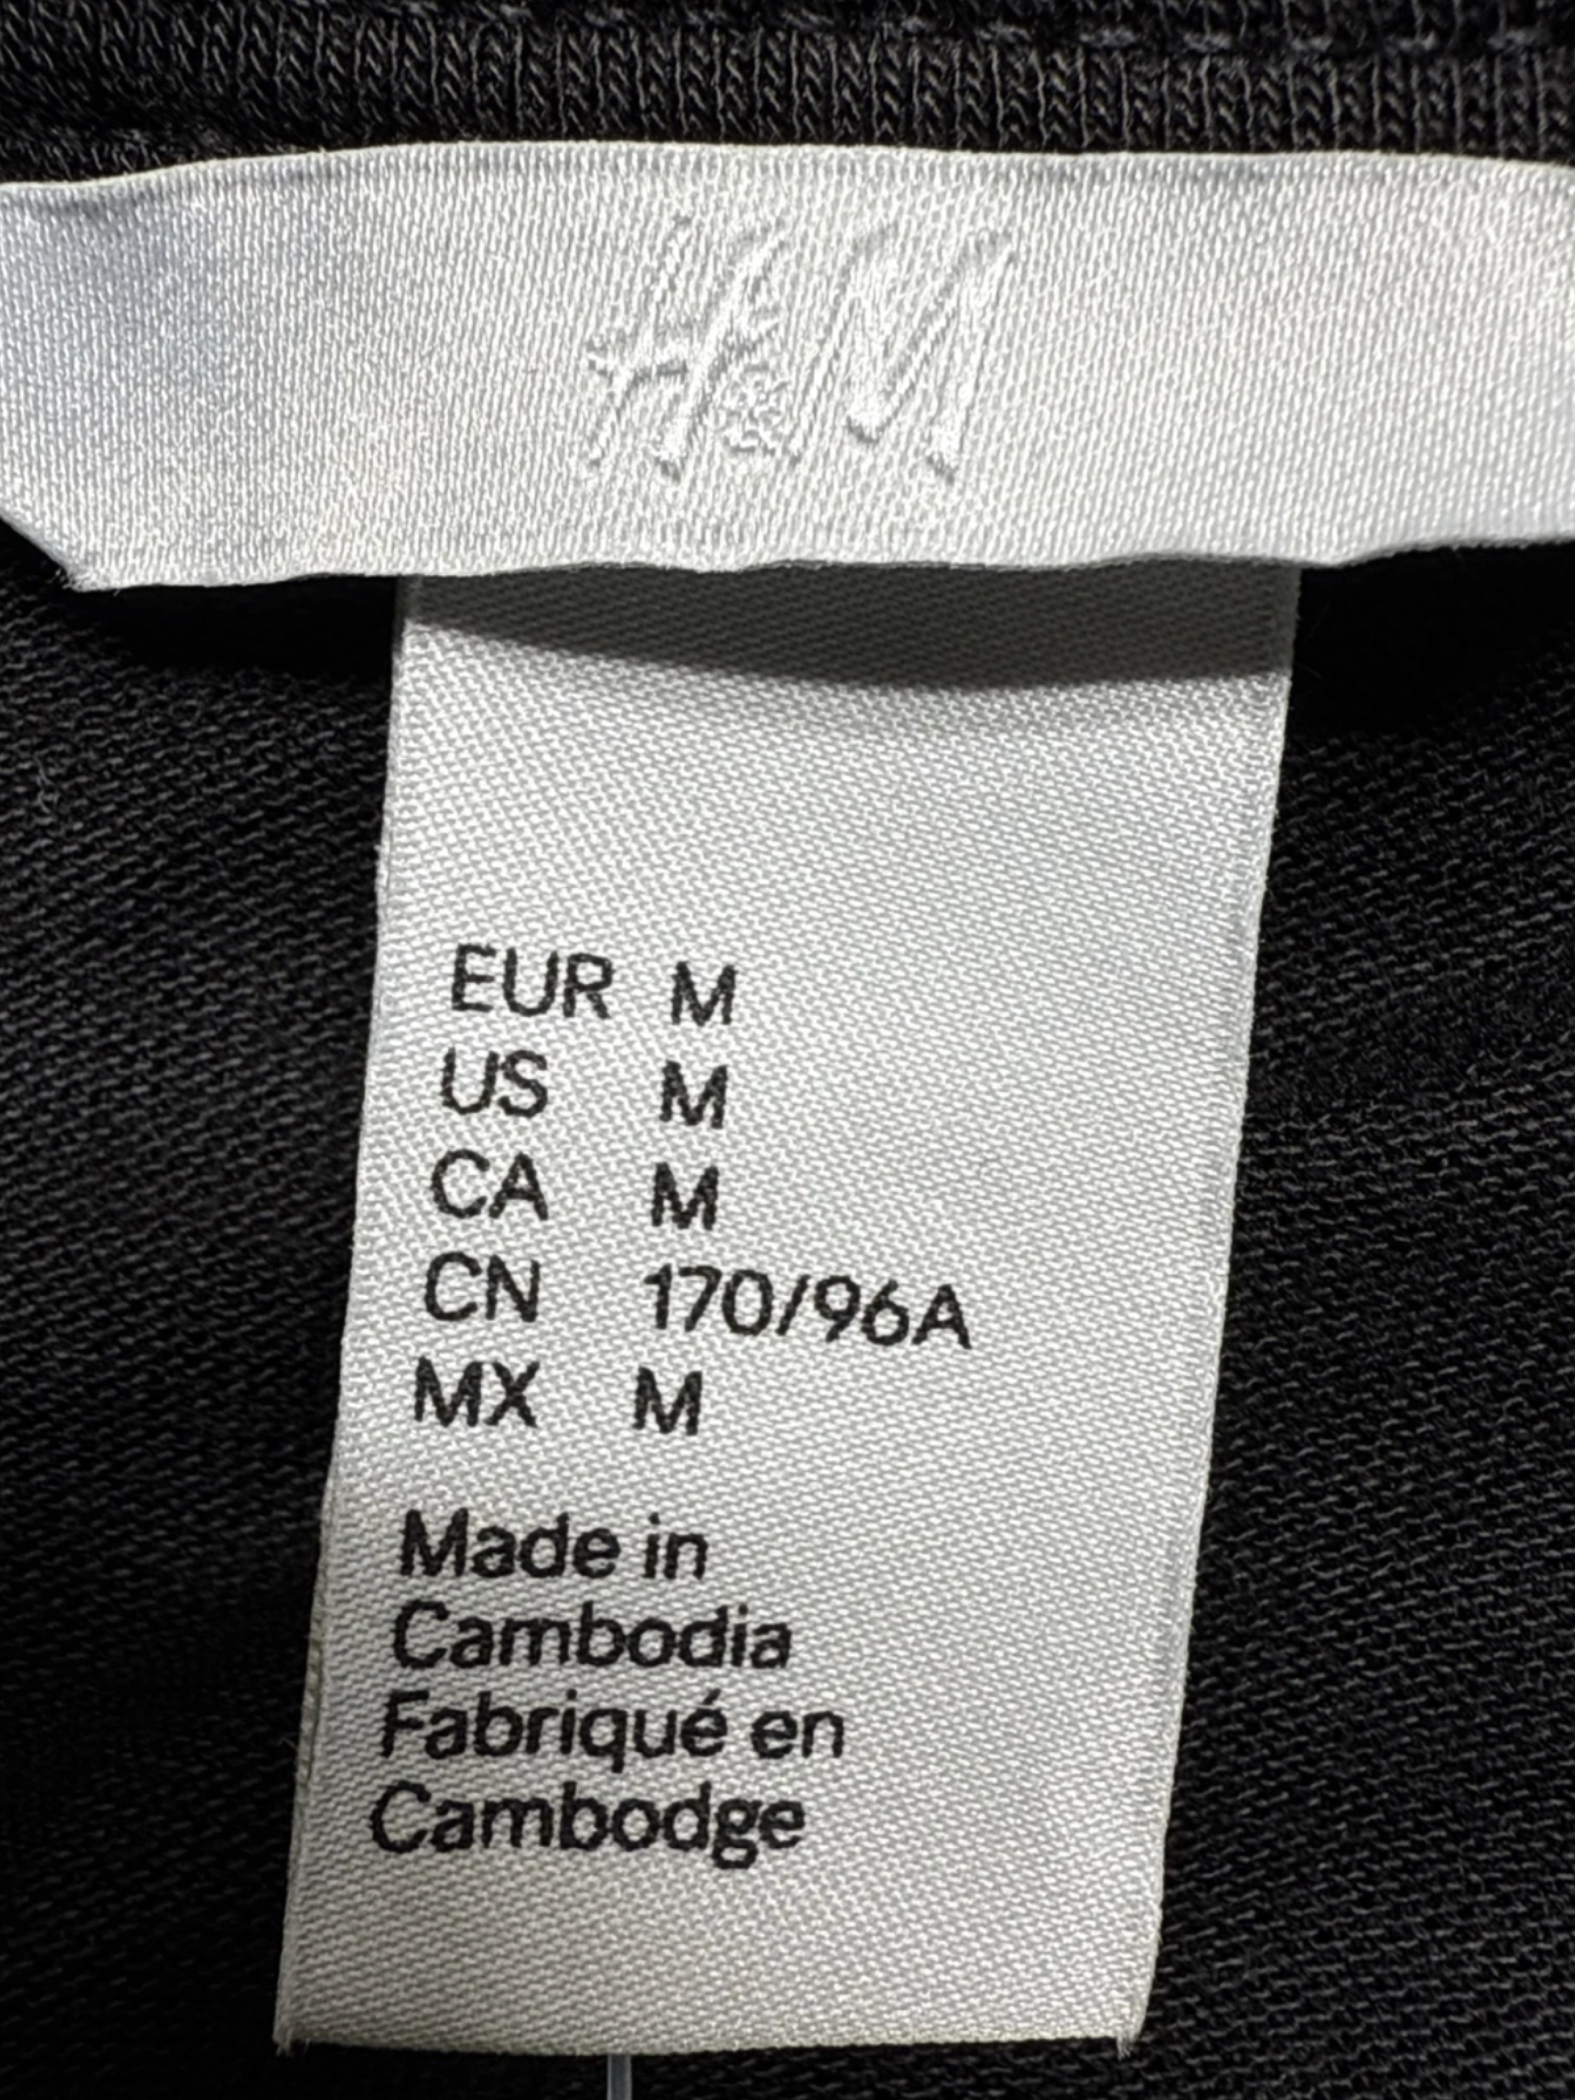 H&M
EUR M
US M
CA M
CN 170/96A
MX M
Made in
Cambodia
Fabriqué en
Cambodge